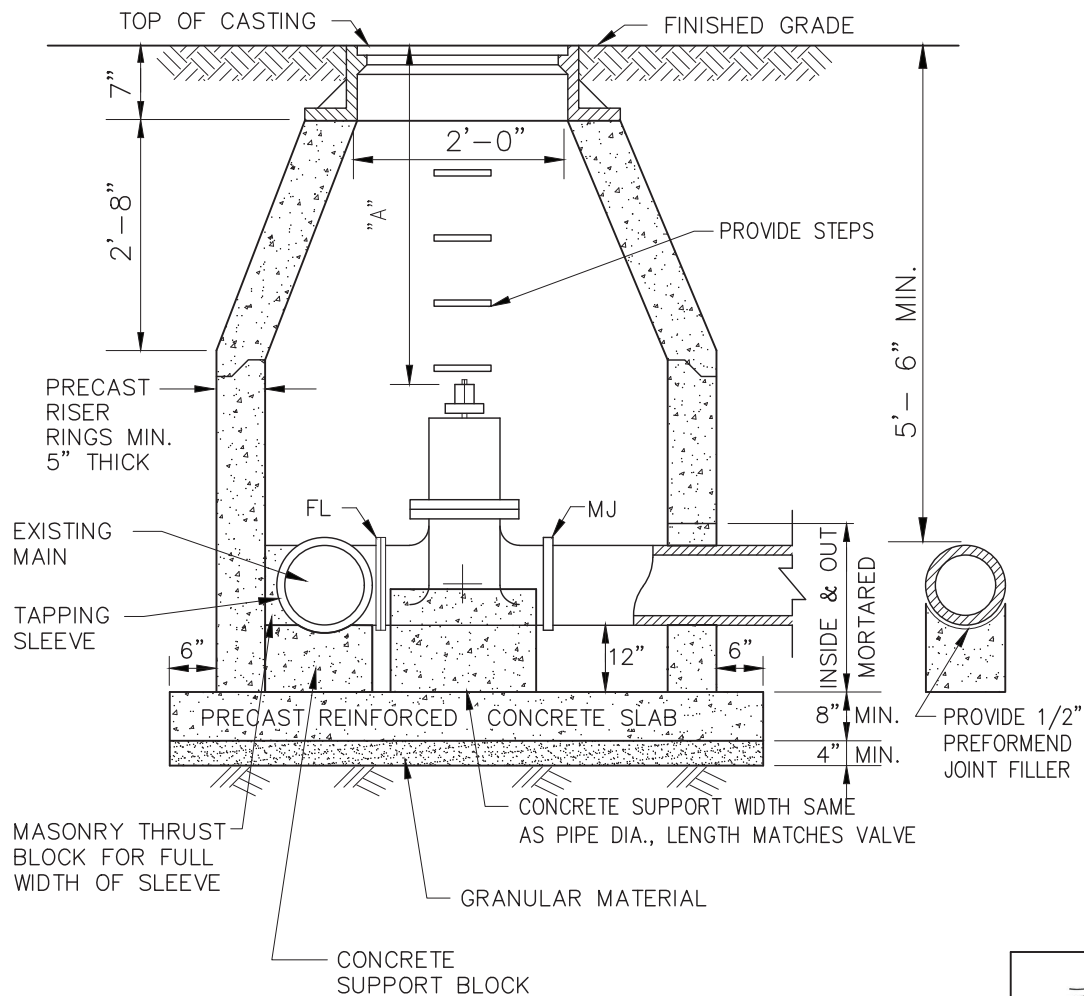 TOP OF CASTING
FINISHED GRADE
7"
2'-0"
2'-8"
"A"
PROVIDE STEPS
5'- 6" MIN.
PRECAST
RISER
RINGS MIN.
5" THICK
FL
MJ
EXISTING
MAIN
TAPPING
SLEEVE
INSIDE & OUT
MORTARED
6"
12"
6"
PRECAST REINFORCED CONCRETE SLAB
8" MIN.
4" MIN.
PROVIDE 1/2"
PREFORMEND
JOINT FILLER
CONCRETE SUPPORT WIDTH SAME
AS PIPE DIA., LENGTH MATCHES VALVE
MASONRY THRUST
BLOCK FOR FULL
WIDTH OF SLEEVE
GRANULAR MATERIAL
CONCRETE
SUPPORT BLOCK